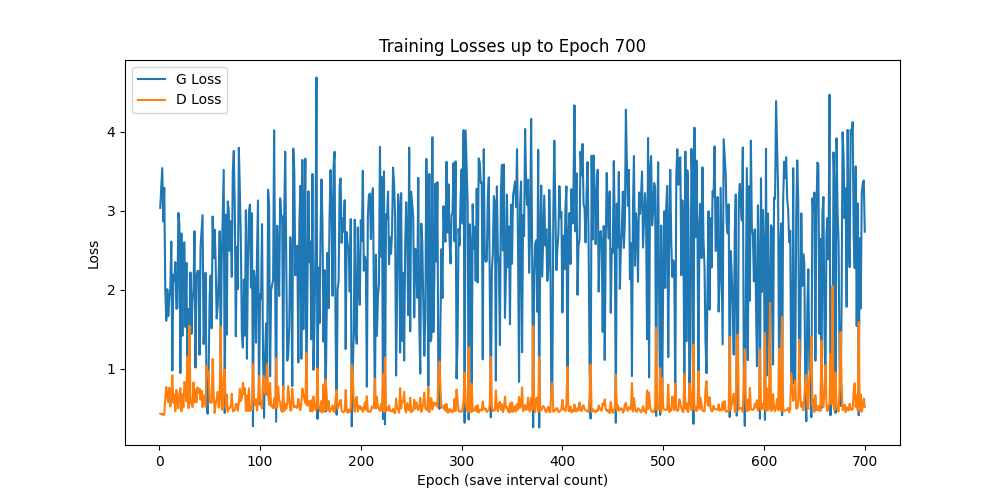 Training Losses up to Epoch 700
G Loss
D Loss
4
3
2
1
Loss
0 100 200 300 400 500 600 700
Epoch (save interval count)